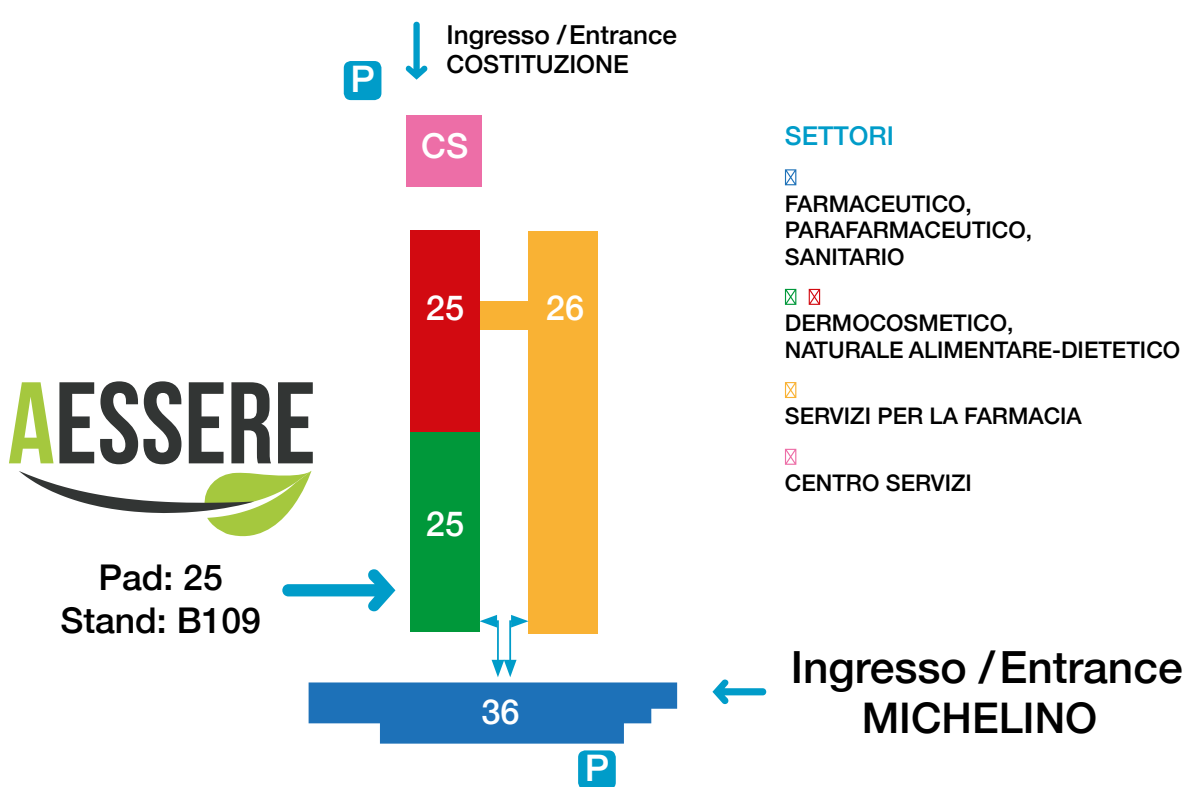 Ingresso / Entrance
COSTITUZIONE
P
CS
SETTORI
FARMACEUTICO,
PARAFARMACEUTICO,
SANITARIO
DERMOCOSMETICO,
NATURALE ALIMENTARE-DIETETICO
SERVIZI PER LA FARMACIA
CENTRO SERVIZI
25
26
AESSERE
25
Pad: 25
Stand: B109
Ingresso / Entrance
MICHELINO
36
P